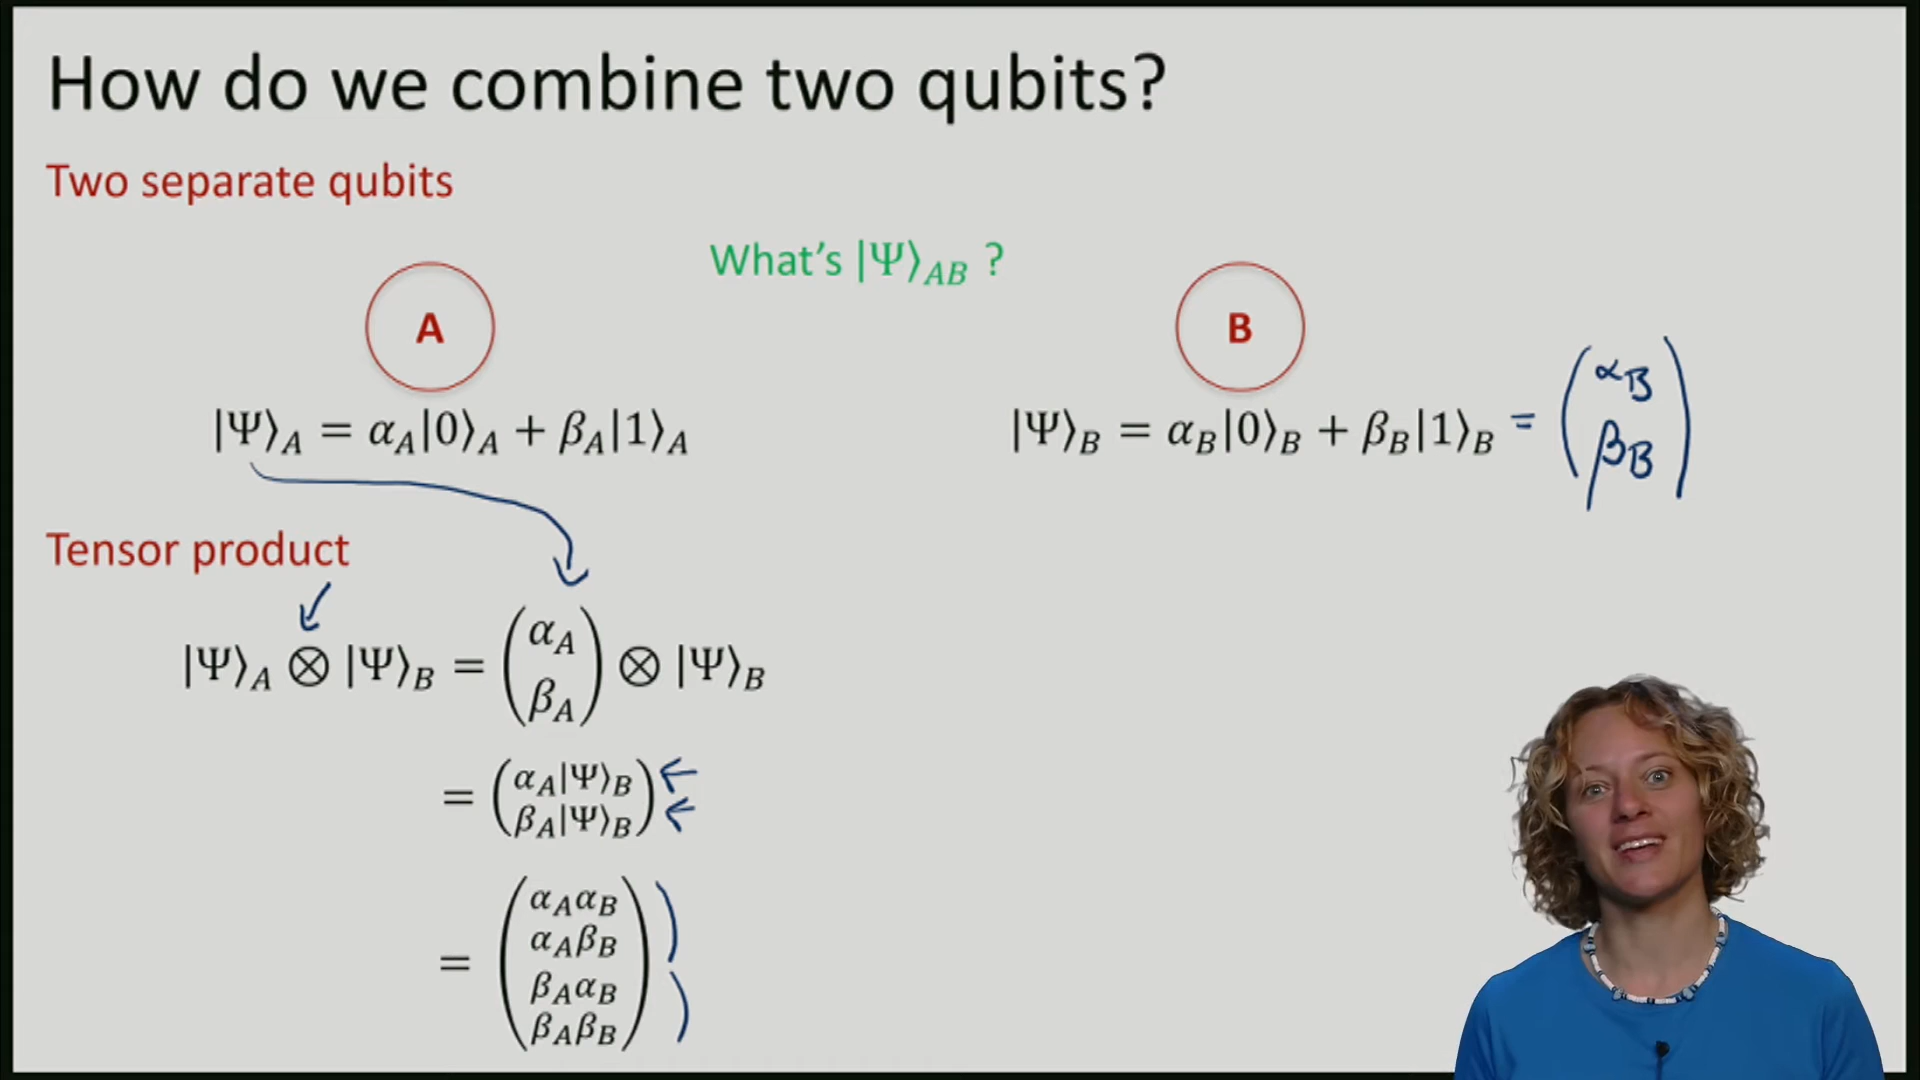 How do we combine two qubits?
Two separate qubits
What's |Ψ⟩_AB ?
A
B
|Ψ⟩_A = α_A|0⟩_A + β_A|1⟩_A
|Ψ⟩_B = α_B|0⟩_B + β_B|1⟩_B = (α_B
β_B)
Tensor product
|Ψ⟩_A ⊗ |Ψ⟩_B = (α_A
β_A) ⊗ |Ψ⟩_B
= (α_A|Ψ⟩_B
β_A|Ψ⟩_B)
= (α_Aα_B
α_Aβ_B
β_Aα_B
β_Aβ_B)